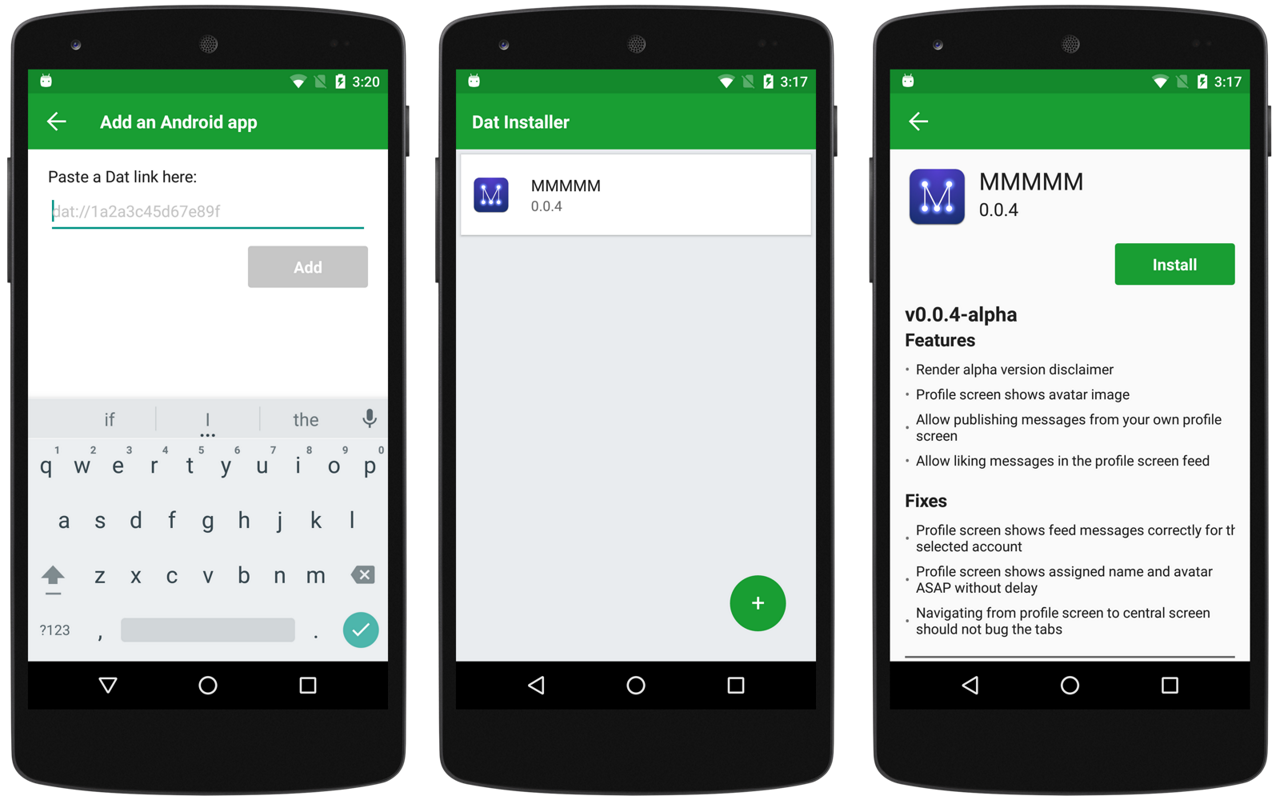 3:20
Add an Android app
Paste a Dat link here:
dat://1a2a3c45d67e89f
Add
if I the
1 2 3 4 5 6 7 8 9 0
q w e r t y u i o p
a s d f g h j k l
z x c v b n m
?123 , .
3:17
Dat Installer
MMMMM
0.0.4
+
3:17
MMMMM
0.0.4
Install
v0.0.4-alpha
Features
• Render alpha version disclaimer
• Profile screen shows avatar image
• Allow publishing messages from your own profile
screen
• Allow liking messages in the profile screen feed
Fixes
• Profile screen shows feed messages correctly for th
selected account
• Profile screen shows assigned name and avatar
ASAP without delay
• Navigating from profile screen to central screen
should not bug the tabs